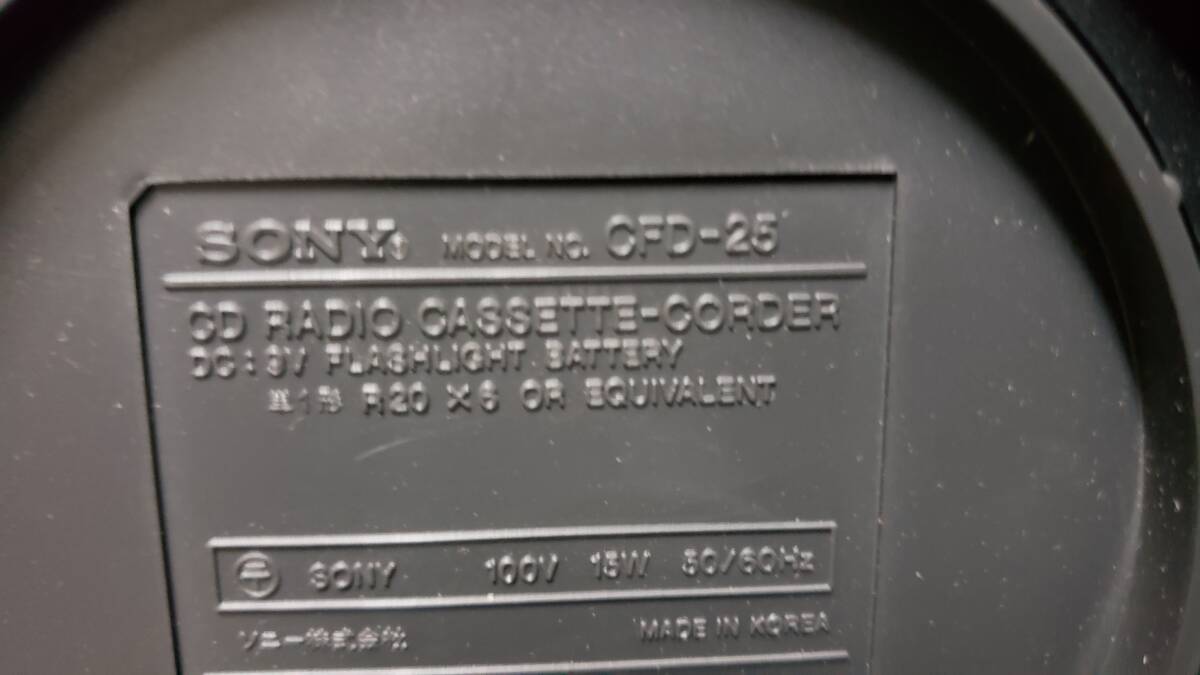 SONY® MODEL NO. CFD-25
CD RADIO CASSETTE-CORDER
DC: 9V FLASHLIGHT BATTERY
単1形 R20 × 6 OR EQUIVALENT
〒 SONY 100V 15W 50/60Hz
ソニー株式会社 MADE IN KOREA